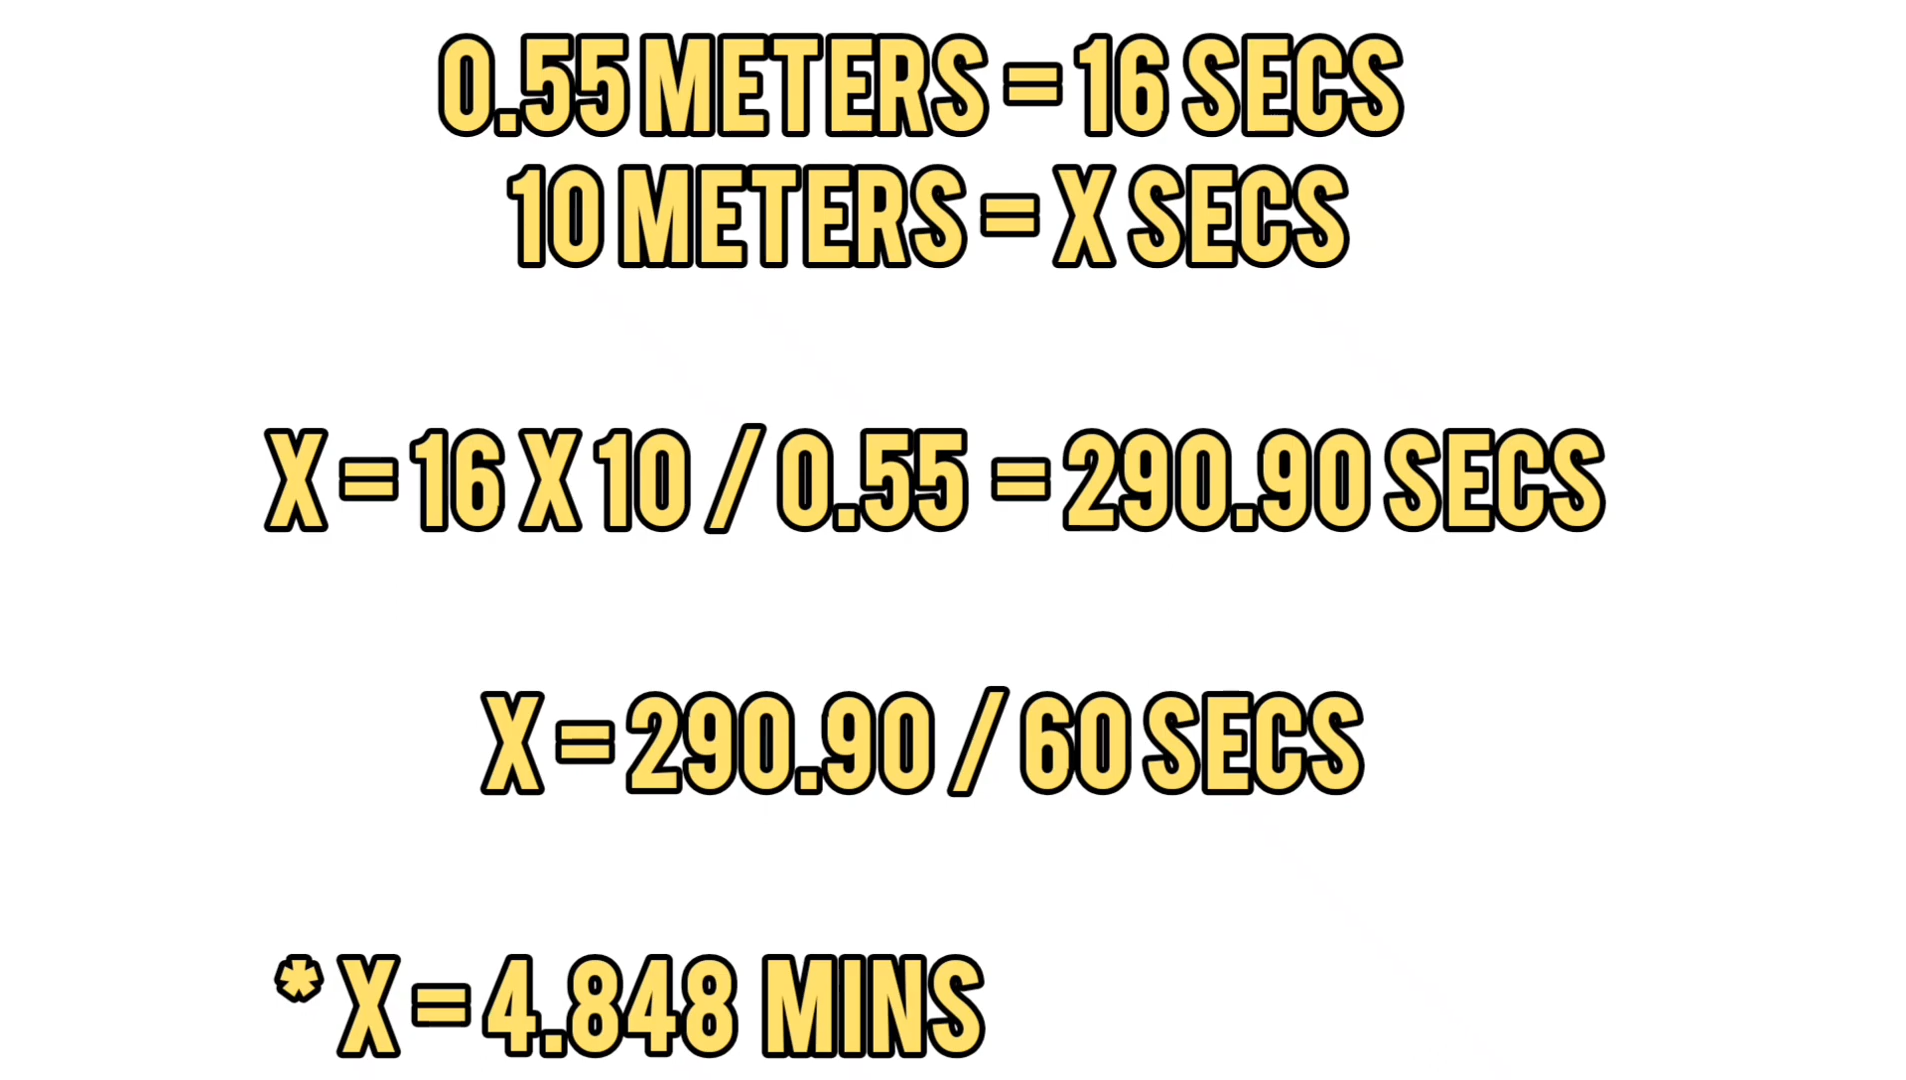 0.55 METERS = 16 SECS
10 METERS = X SECS
X = 16 X 10 / 0.55 = 290.90 SECS
X = 290.90 / 60 SECS
* X = 4.848 MINS